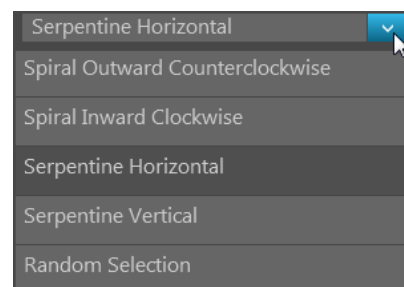 Serpentine Horizontal
Spiral Outward Counterclockwise
Spiral Inward Clockwise
Serpentine Horizontal
Serpentine Vertical
Random Selection